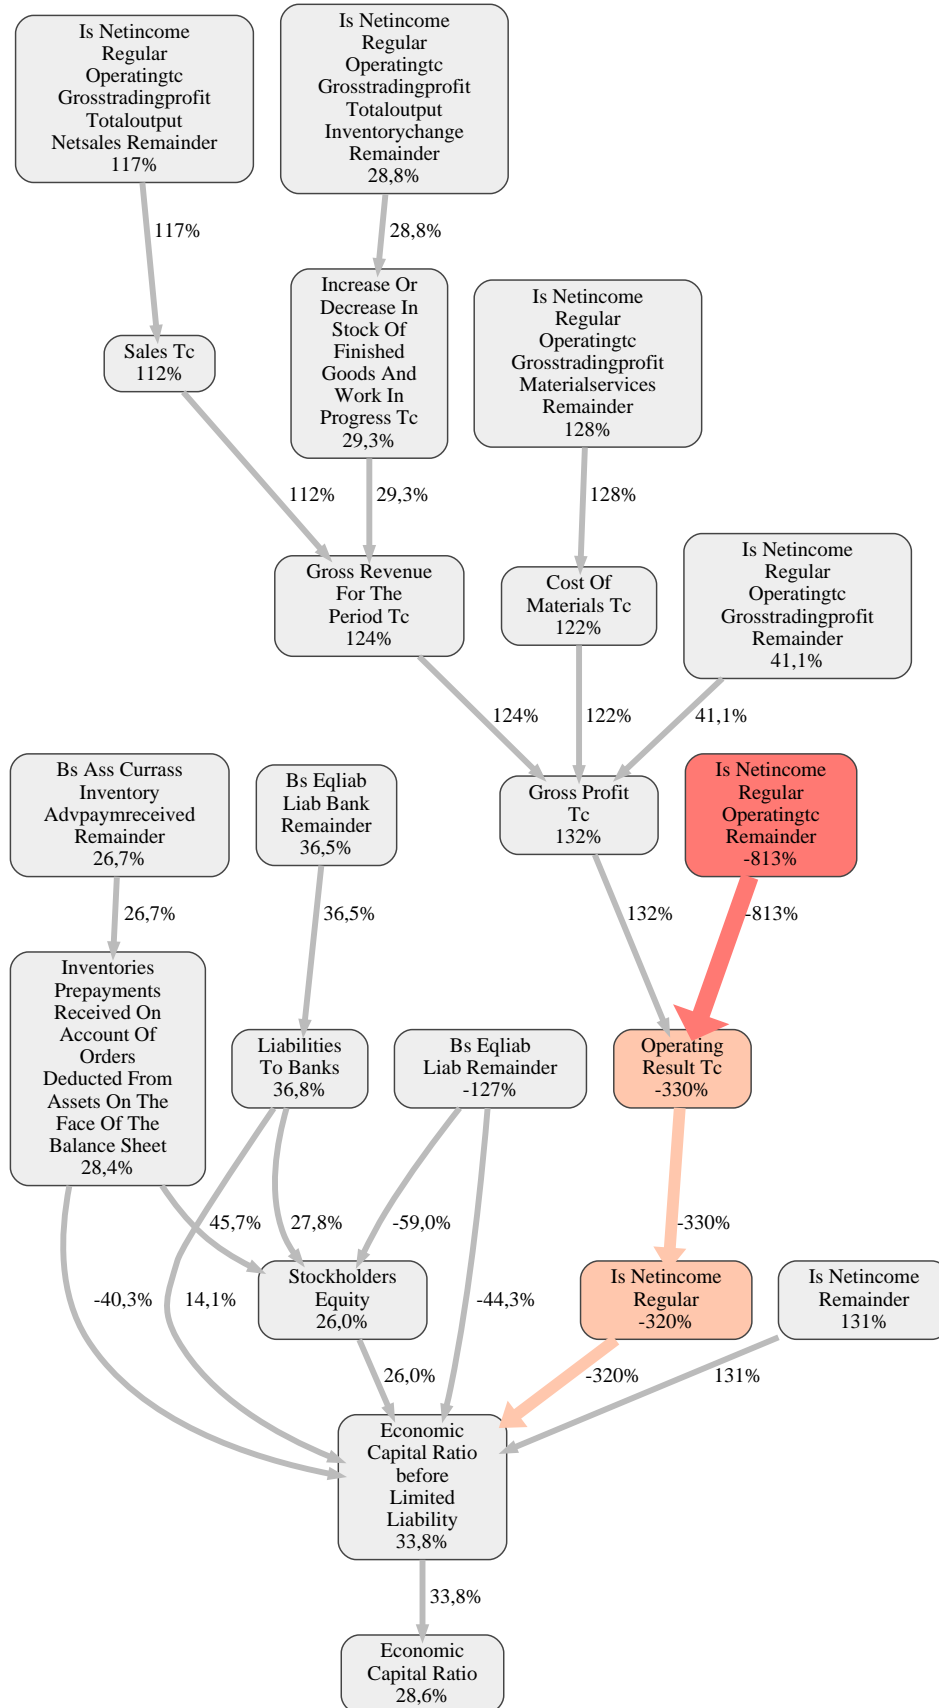 Is Netincome
Regular
Operatingtc
Grosstradingprofit
Totaloutput
Netsales Remainder
117%
Is Netincome
Regular
Operatingtc
Grosstradingprofit
Totaloutput
Inventorychange
Remainder
28,8%
117%
28,8%
Sales Tc
112%
Increase Or
Decrease In
Stock Of
Finished
Goods And
Work In
Progress Tc
29,3%
Is Netincome
Regular
Operatingtc
Grosstradingprofit
Materialservices
Remainder
128%
112%
29,3%
128%
Gross Revenue
For The
Period Tc
124%
Cost Of
Materials Tc
122%
Is Netincome
Regular
Operatingtc
Grosstradingprofit
Remainder
41,1%
124%
122%
41,1%
Bs Ass Currass
Inventory
Advpaymreceived
Remainder
26,7%
Bs Eqliab
Liab Bank
Remainder
36,5%
Gross Profit
Tc
132%
Is Netincome
Regular
Operatingtc
Remainder
-813%
26,7%
36,5%
132%
-813%
Inventories
Prepayments
Received On
Account Of
Orders
Deducted From
Assets On The
Face Of The
Balance Sheet
28,4%
Liabilities
To Banks
36,8%
Bs Eqliab
Liab Remainder
-127%
Operating
Result Tc
-330%
45,7%
27,8%
-59,0%
-330%
-40,3%
14,1%
Stockholders
Equity
26,0%
-44,3%
Is Netincome
Regular
-320%
Is Netincome
Remainder
131%
26,0%
-320%
131%
Economic
Capital Ratio
before
Limited
Liability
33,8%
33,8%
Economic
Capital Ratio
28,6%